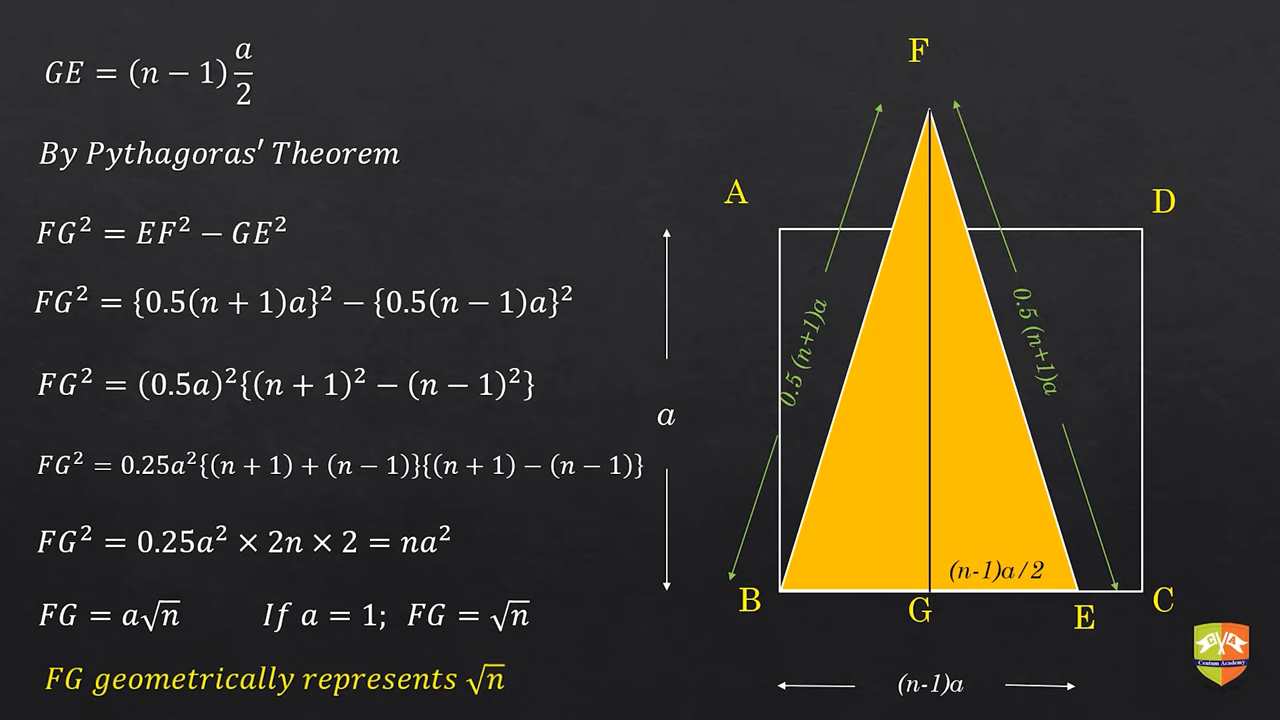 GE = (n − 1) a/2
By Pythagoras′ Theorem
FG² = EF² − GE²
FG² = {0.5(n + 1)a}² − {0.5(n − 1)a}²
FG² = (0.5a)²{(n + 1)² − (n − 1)²}
FG² = 0.25a²{(n + 1) + (n − 1)}{(n + 1) − (n − 1)}
FG² = 0.25a² × 2n × 2 = na²
FG = a√n If a = 1; FG = √n
FG geometrically represents √n
F
A
D
0.5 (n+1)a
0.5 (n+1)a
a
(n-1)a/2
B
G
E
C
(n-1)a
C A
Centum Academy